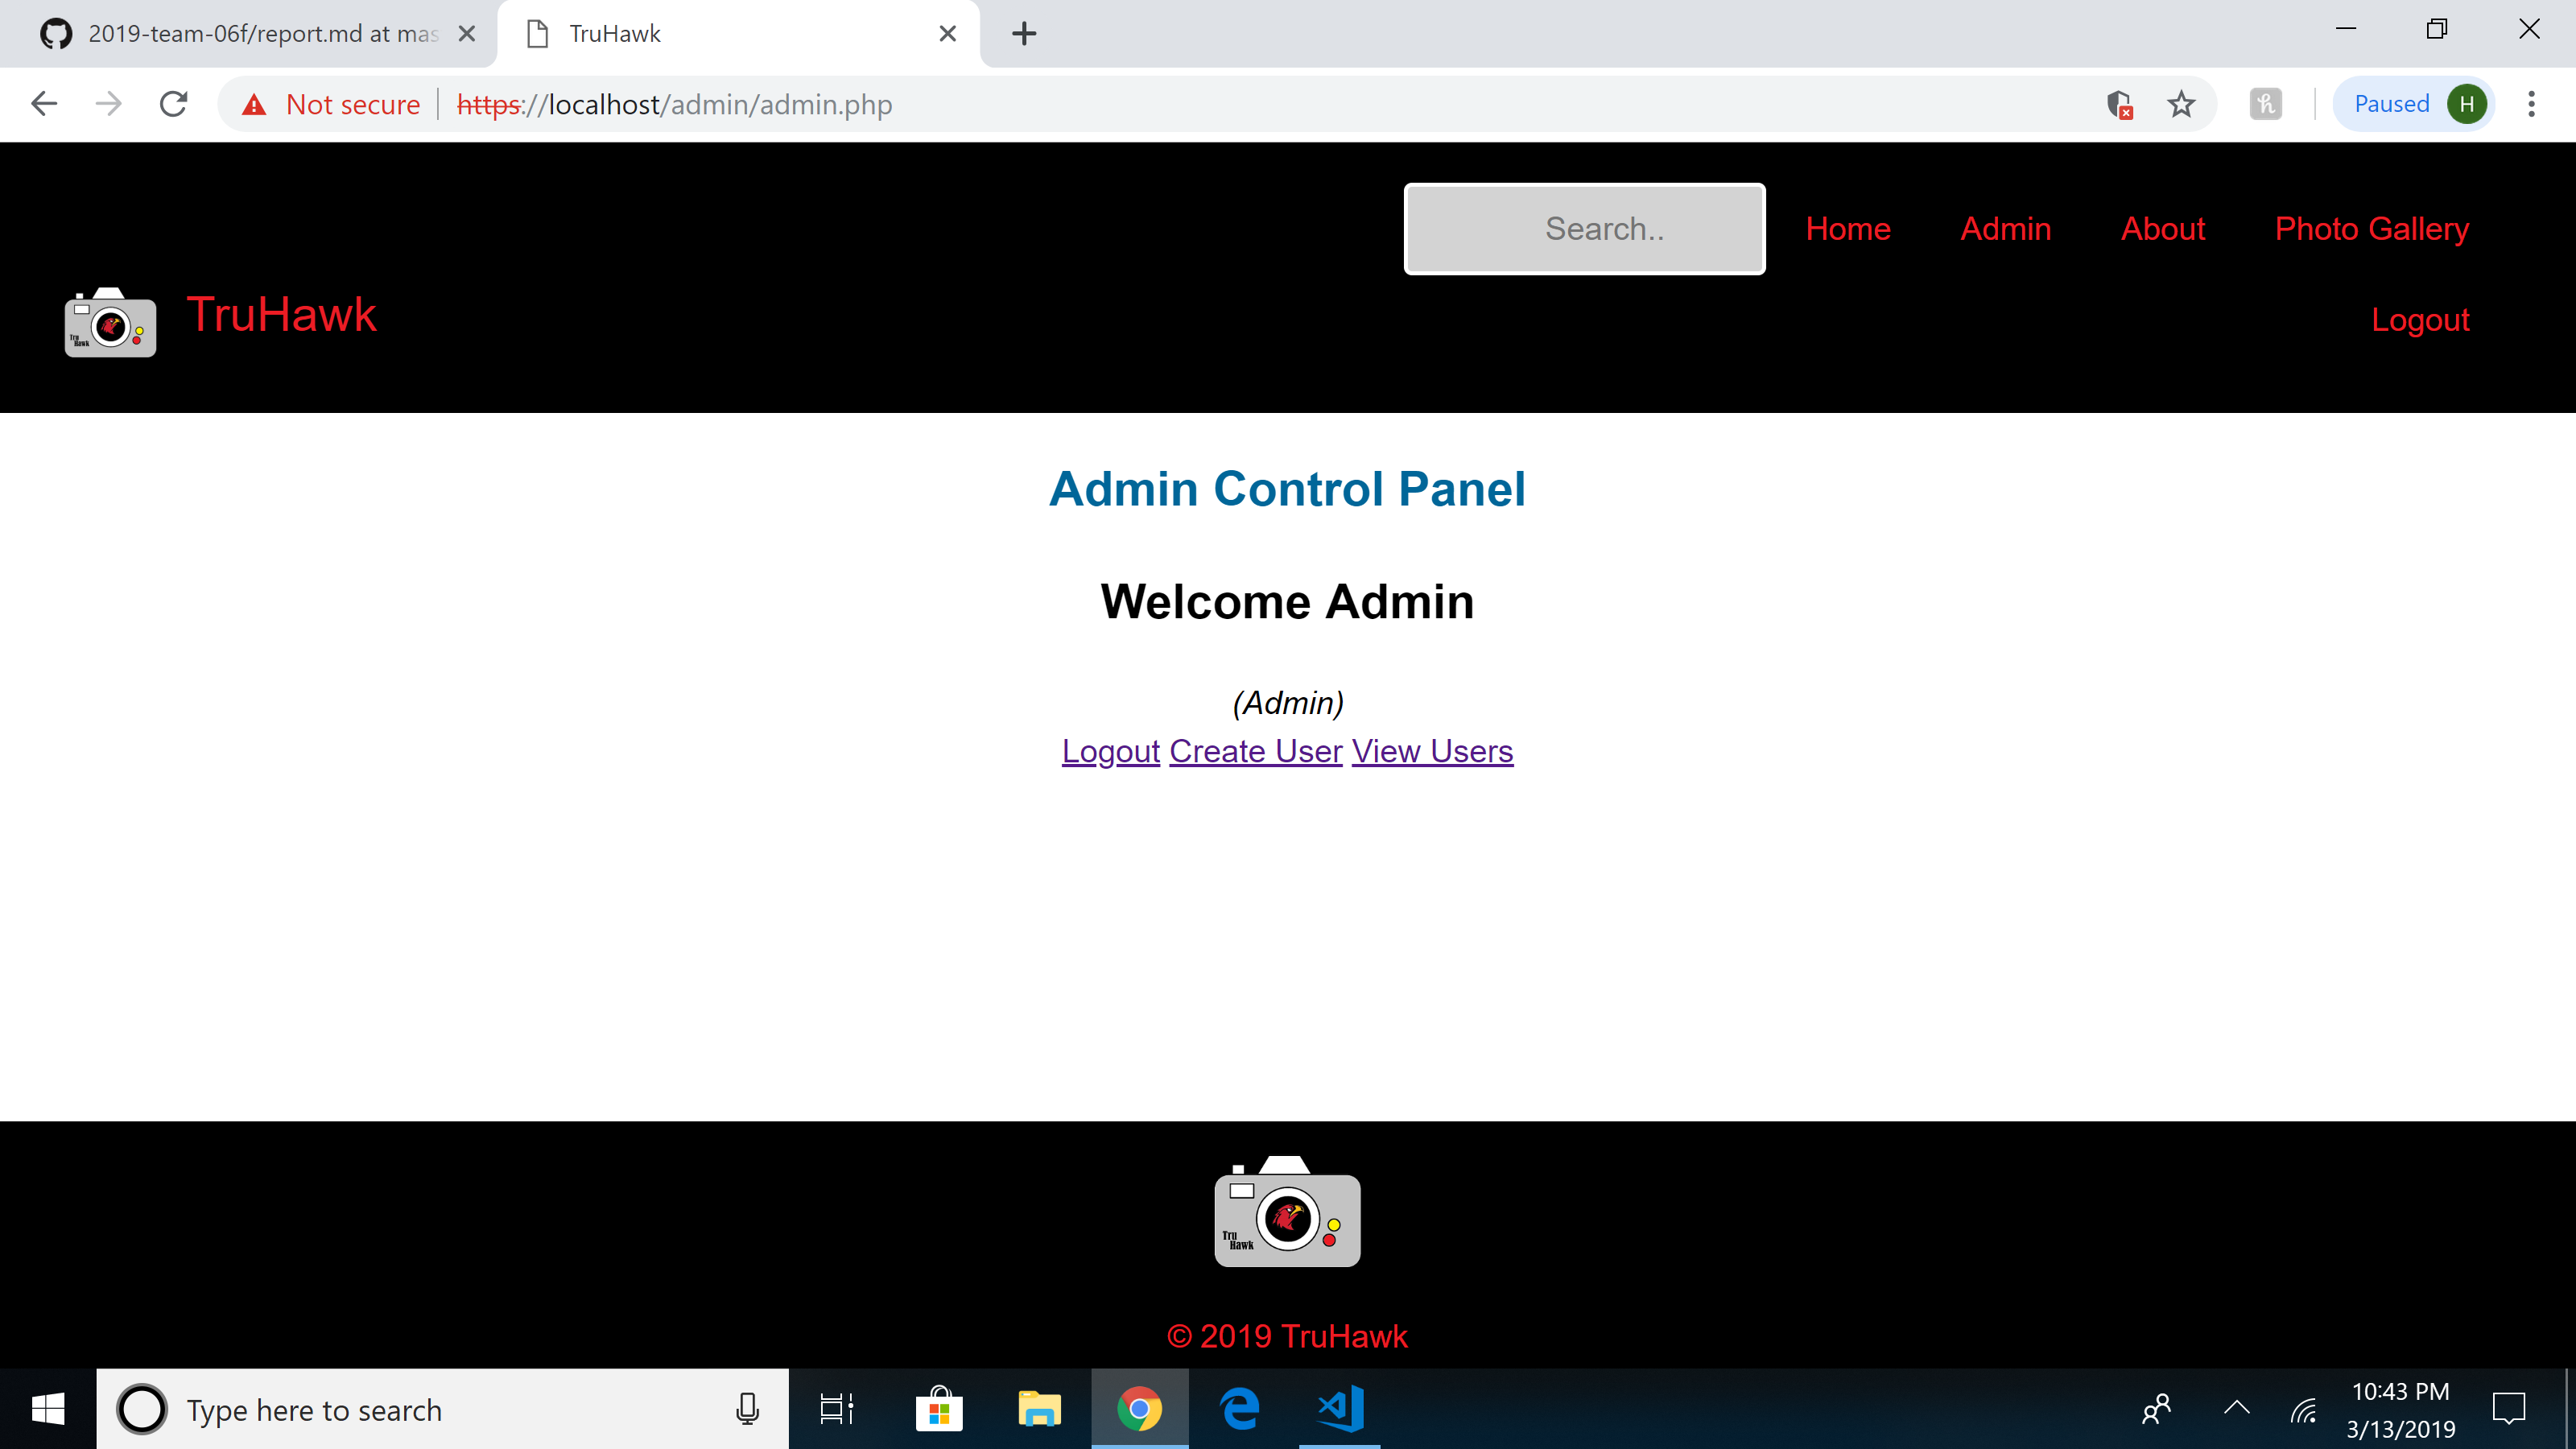 2019-team-06f/report.md at mas
TruHawk
Not secure
https://localhost/admin/admin.php
Paused
H
Search..
Home
Admin
About
Photo Gallery
Tru
Hawk
TruHawk
Logout
Admin Control Panel
Welcome Admin
(Admin)
Logout Create User View Users
Tru
Hawk
© 2019 TruHawk
Type here to search
10:43 PM
3/13/2019